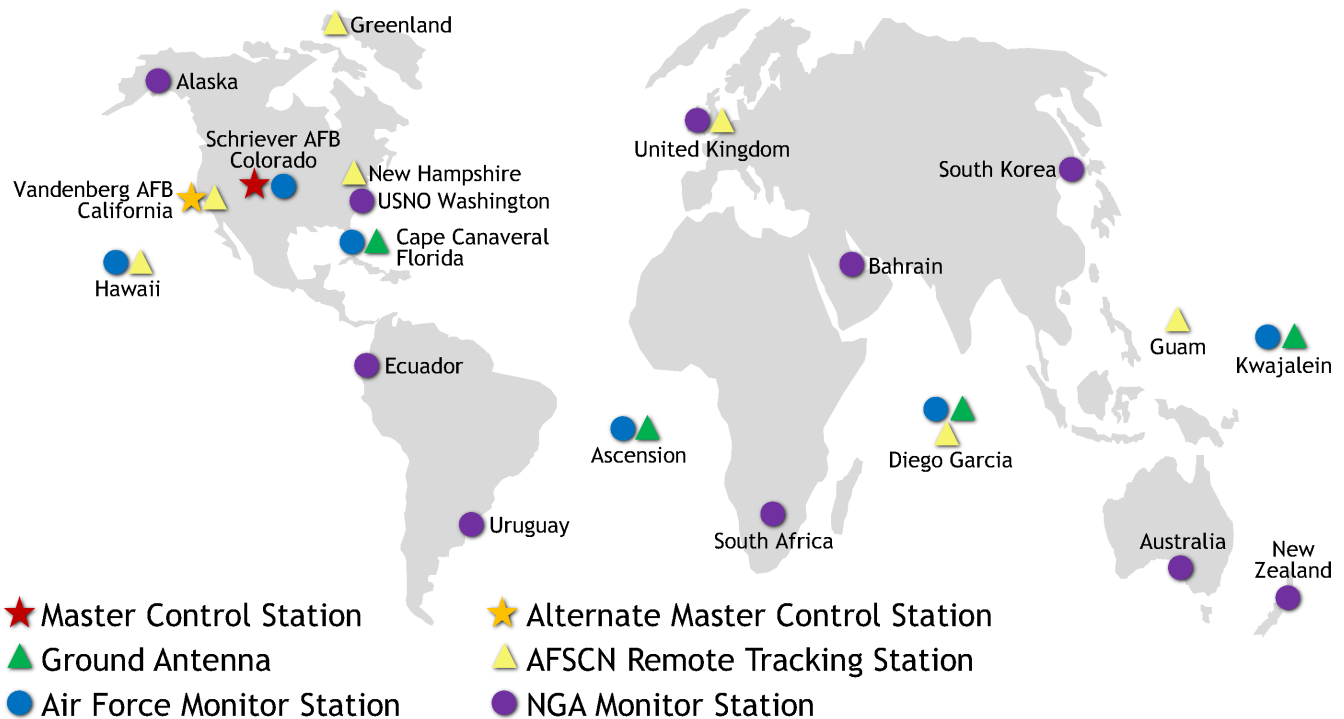 Greenland
Alaska
Schriever AFB
Colorado
United Kingdom
South Korea
New Hampshire
Vandenberg AFB
California
USNO Washington
Cape Canaveral
Florida
Bahrain
Hawaii
Guam
Kwajalein
Ecuador
Ascension
Diego Garcia
Uruguay
South Africa
Australia
New
Zealand
Master Control Station
Alternate Master Control Station
Ground Antenna
AFSCN Remote Tracking Station
Air Force Monitor Station
NGA Monitor Station